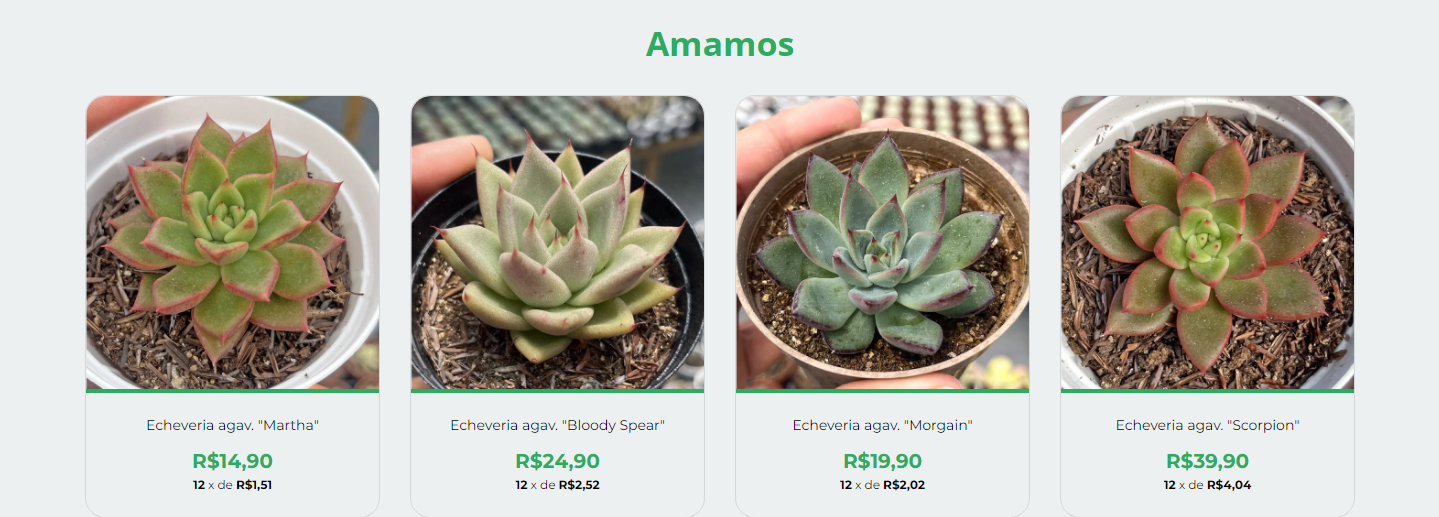 Amamos
Echeveria agav. "Martha"
R$14,90
12 x de R$1,51
Echeveria agav. "Bloody Spear"
R$24,90
12 x de R$2,52
Echeveria agav. "Morgain"
R$19,90
12 x de R$2,02
Echeveria agav. "Scorpion"
R$39,90
12 x de R$4,04